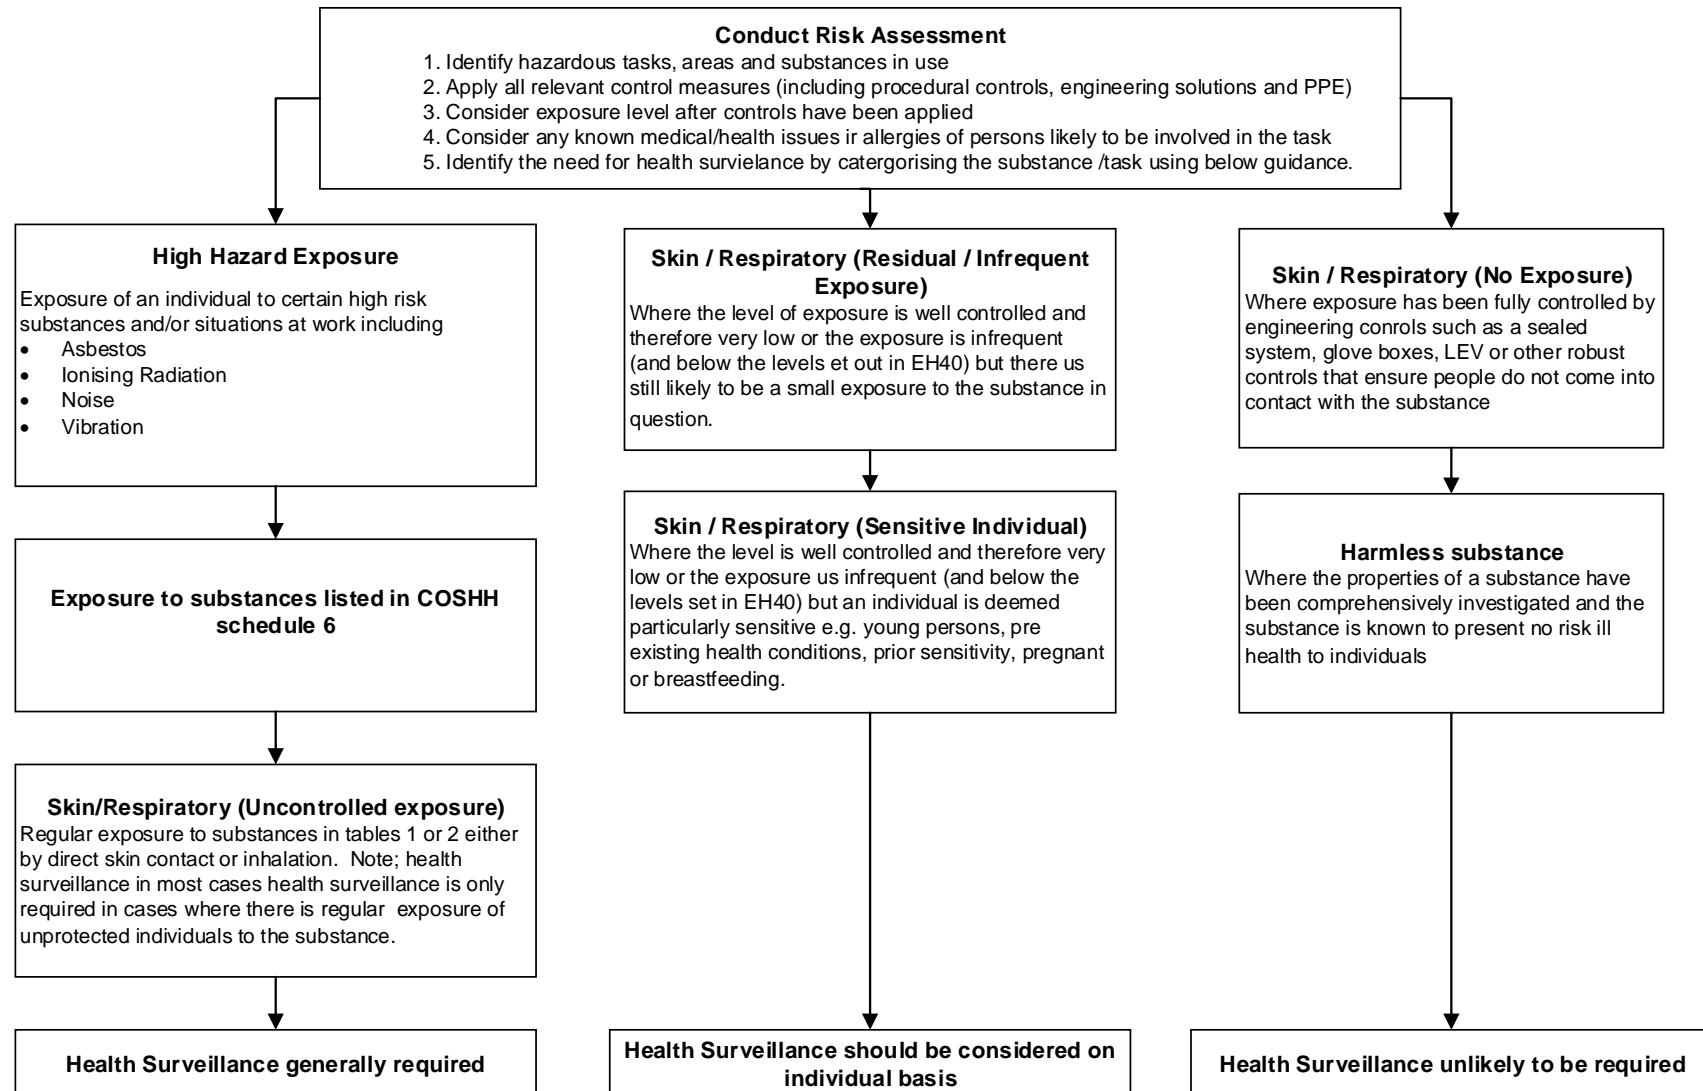 Conduct Risk Assessment
1. Identify hazardous tasks, areas and substances in use
2. Apply all relevant control measures (including procedural controls, engineering solutions and PPE)
3. Consider exposure level after controls have been applied
4. Consider any known medical/health issues ir allergies of persons likely to be involved in the task
5. Identify the need for health survielance by catergorising the substance /task using below guidance.
High Hazard Exposure
Exposure of an individual to certain high risk
substances and/or situations at work including
• Asbestos
• Ionising Radiation
• Noise
• Vibration
Exposure to substances listed in COSHH
schedule 6
Skin/Respiratory (Uncontrolled exposure)
Regular exposure to substances in tables 1 or 2 either
by direct skin contact or inhalation. Note; health
surveillance in most cases health surveillance is only
required in cases where there is regular exposure of
unprotected individuals to the substance.
Health Surveillance generally required
Skin / Respiratory (Residual / Infrequent
Exposure)
Where the level of exposure is well controlled and
therefore very low or the exposure is infrequent
(and below the levels et out in EH40) but there us
still likely to be a small exposure to the substance in
question.
Skin / Respiratory (Sensitive Individual)
Where the level is well controlled and therefore very
low or the exposure us infrequent (and below the
levels set in EH40) but an individual is deemed
particularly sensitive e.g. young persons, pre
existing health conditions, prior sensitivity, pregnant
or breastfeeding.
Health Surveillance should be considered on
individual basis
Skin / Respiratory (No Exposure)
Where exposure has been fully controlled by
engineering conrols such as a sealed
system, glove boxes, LEV or other robust
controls that ensure people do not come into
contact with the substance
Harmless substance
Where the properties of a substance have
been comprehensively investigated and the
substance is known to present no risk ill
health to individuals
Health Surveillance unlikely to be required